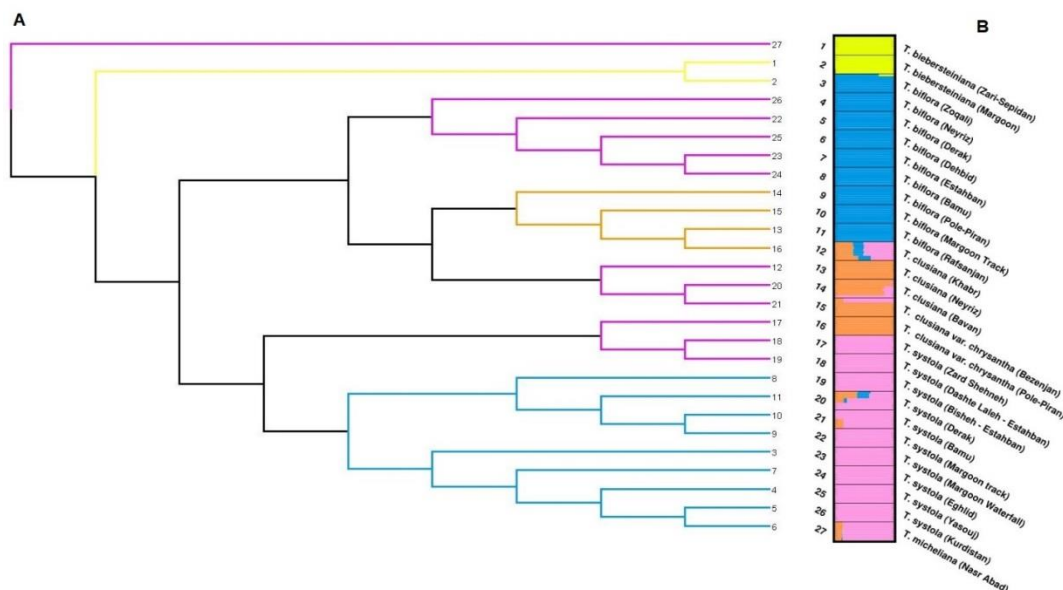 A
B
27
1
2
26
22
25
23
24
14
15
13
16
12
20
21
17
18
19
8
11
10
9
3
7
4
5
6
1
2
3
4
5
6
7
8
9
10
11
12
13
14
15
16
17
18
19
20
21
22
23
24
25
26
27
T. biebersteiniana (Zari-Sepidan)
T. biebersteiniana (Margoon)
T. biflora (Zoqali)
T. biflora (Neyriz)
T. biflora (Derak)
T. biflora (Dehbid)
T. biflora (Estahban)
T. biflora (Bamu)
T. biflora (Pole-Piran)
T. biflora (Margoon Track)
T. biflora (Rafsanjan)
T. clusiana (Khabr)
T. clusiana (Neyriz)
T. clusiana (Bavan)
T. clusiana var. chrysantha (Bezenjan)
T. clusiana var. chrysantha (Pole-Piran)
T. systola (Zard Shehneh)
T. systola (Dashte Laleh - Estahban)
T. systola (Bisheh - Estahban)
T. systola (Derak)
T. systola (Bamu)
T. systola (Margoon track)
T. systola (Margoon Waterfall)
T. systola (Eghlid)
T. systola (Yasouj)
T. systola (Kurdistan)
T. micheliana (Nasr Abad)